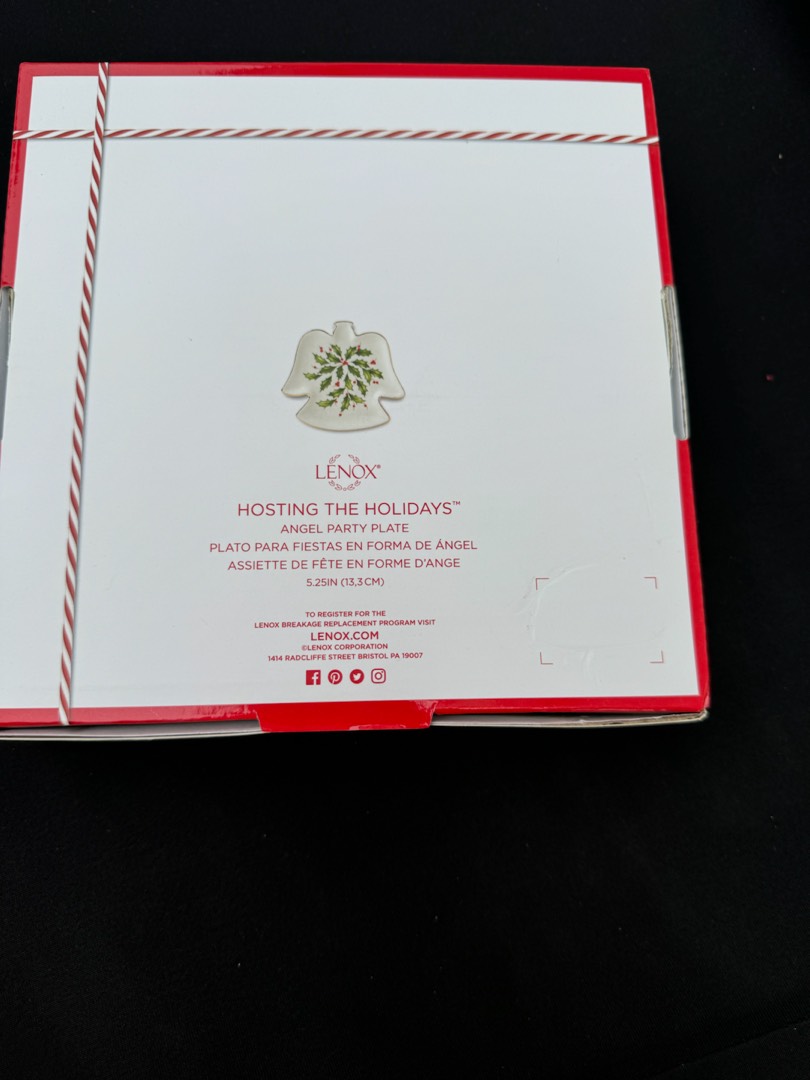 LENOX®
HOSTING THE HOLIDAYS™
ANGEL PARTY PLATE
PLATO PARA FIESTAS EN FORMA DE ÁNGEL
ASSIETTE DE FÊTE EN FORME D'ANGE
5.25IN (13,3 CM)
TO REGISTER FOR THE
LENOX BREAKAGE REPLACEMENT PROGRAM VISIT
LENOX.COM
©LENOX CORPORATION
1414 RADCLIFFE STREET BRISTOL PA 19007